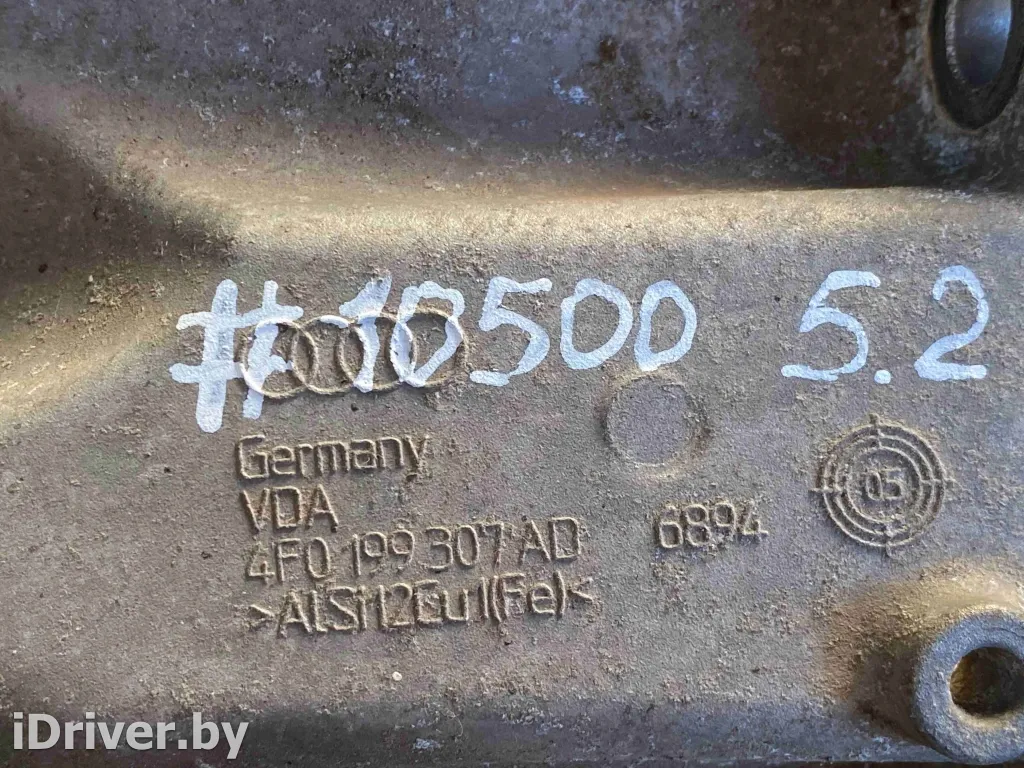 #10500 5.2
Germany
VDA
4F0 199 307 AD
6894
05
>ALSi12Cu1(Fe)<
iDriver.by